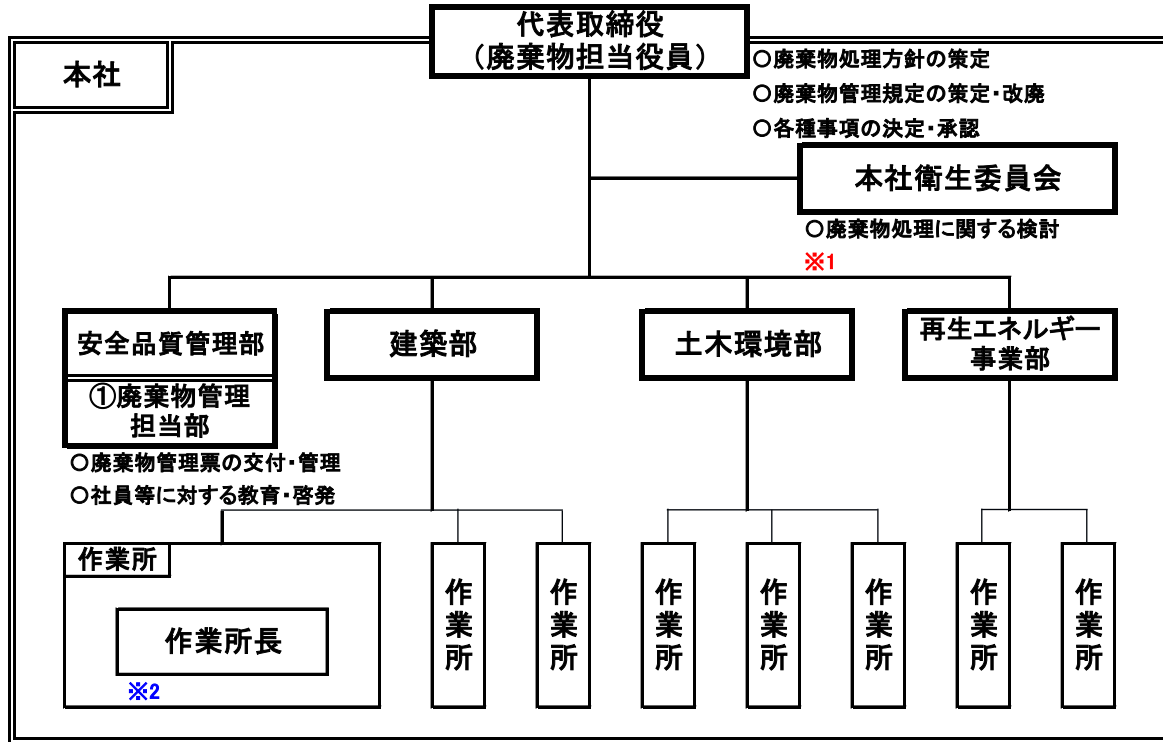 代表取締役
(廃棄物担当役員)
本社
○廃棄物処理方針の策定
○廃棄物管理規定の策定・改廃
○各種事項の決定・承認
本社衛生委員会
○廃棄物処理に関する検討
※1
安全品質管理部
①廃棄物管理
担当部
○廃棄物管理票の交付・管理
○社員等に対する教育・啓発
建築部
土木環境部
再生エネルギー
事業部
作業所
作業所長
※2
作業所
作業所
作業所
作業所
作業所
作業所
作業所